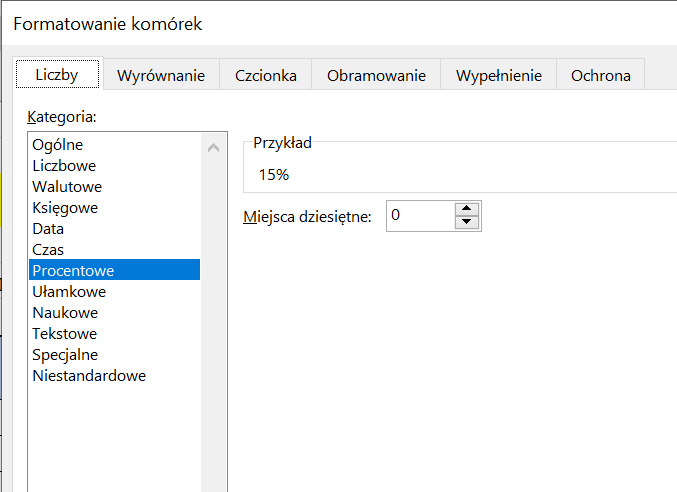 Formatowanie komórek
Liczby Wyrównanie Czcionka Obramowanie Wypełnienie Ochrona
Kategoria:
Ogólne
Liczbowe
Walutowe
Księgowe
Data
Czas
Procentowe
Ułamkowe
Naukowe
Tekstowe
Specjalne
Niestandardowe
Przykład
15%
Miejsca dziesiętne: 0